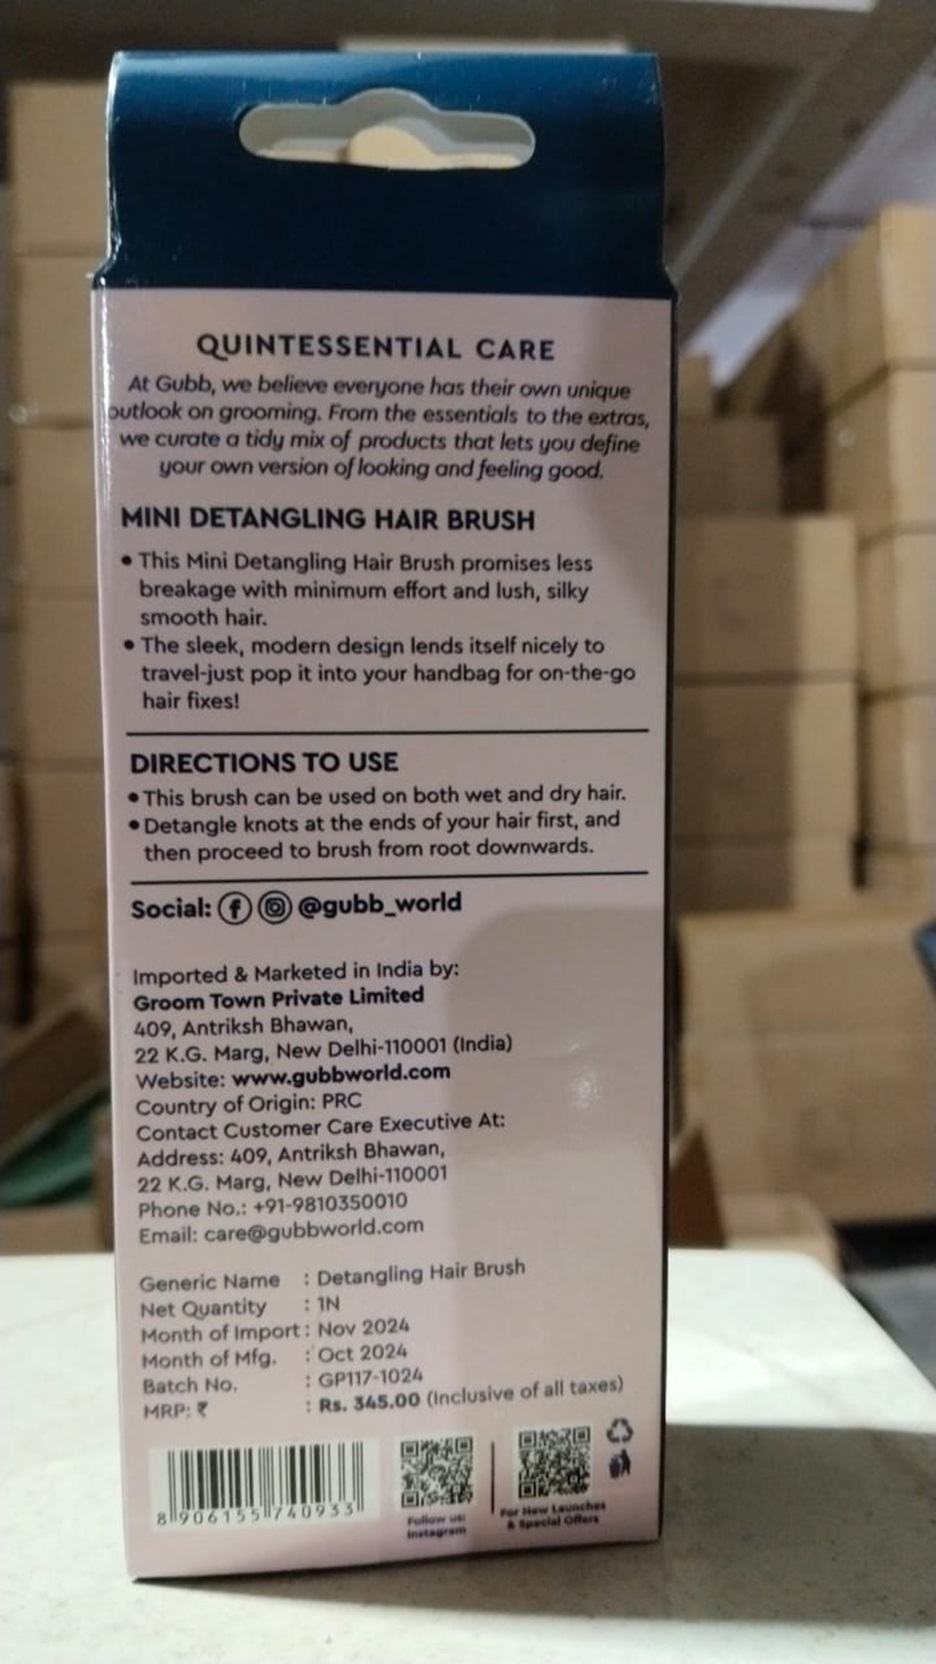 QUINTESSENTIAL CARE
At Gubb, we believe everyone has their own unique
outlook on grooming. From the essentials to the extras,
we curate a tidy mix of products that lets you define
your own version of looking and feeling good.
MINI DETANGLING HAIR BRUSH
• This Mini Detangling Hair Brush promises less
breakage with minimum effort and lush, silky
smooth hair.
• The sleek, modern design lends itself nicely to
travel-just pop it into your handbag for on-the-go
hair fixes!
DIRECTIONS TO USE
• This brush can be used on both wet and dry hair.
• Detangle knots at the ends of your hair first, and
then proceed to brush from root downwards.
Social: @gubb_world
Imported & Marketed in India by:
Groom Town Private Limited
409, Antriksh Bhawan,
22 K.G. Marg, New Delhi-110001 (India)
Website: www.gubbworld.com
Country of Origin: PRC
Contact Customer Care Executive At:
Address: 409, Antriksh Bhawan,
22 K.G. Marg, New Delhi-110001
Phone No.: +91-9810350010
Email: care@gubbworld.com
Generic Name : Detangling Hair Brush
Net Quantity : 1N
Month of Import : Nov 2024
Month of Mfg. : Oct 2024
Batch No. : GP117-1024
MRP: ₹ : Rs. 345.00 (Inclusive of all taxes)
8 906155 740933
Follow us:
Instagram
For New Launches
& Special Offers